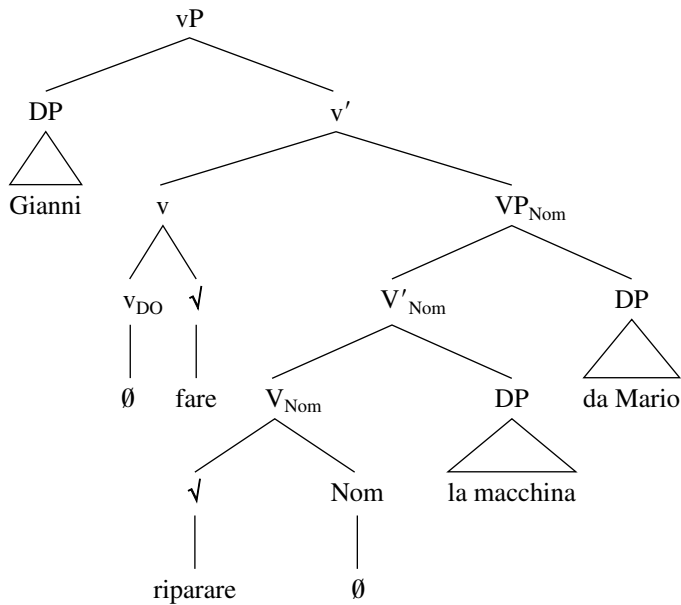 vP
DP v′
Gianni v VP_Nom
v_DO √ V′_Nom DP
∅ fare V_Nom DP da Mario
√ Nom la macchina
riparare ∅